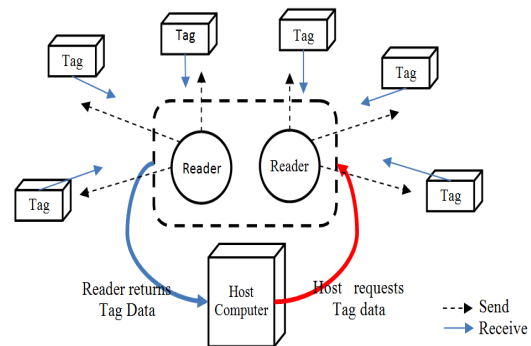 Tag
Tag
Tag
Tag
Tag
Tag
Reader
Reader
Reader returns
Tag Data
Host
Computer
Host requests
Tag data
Send
Receive